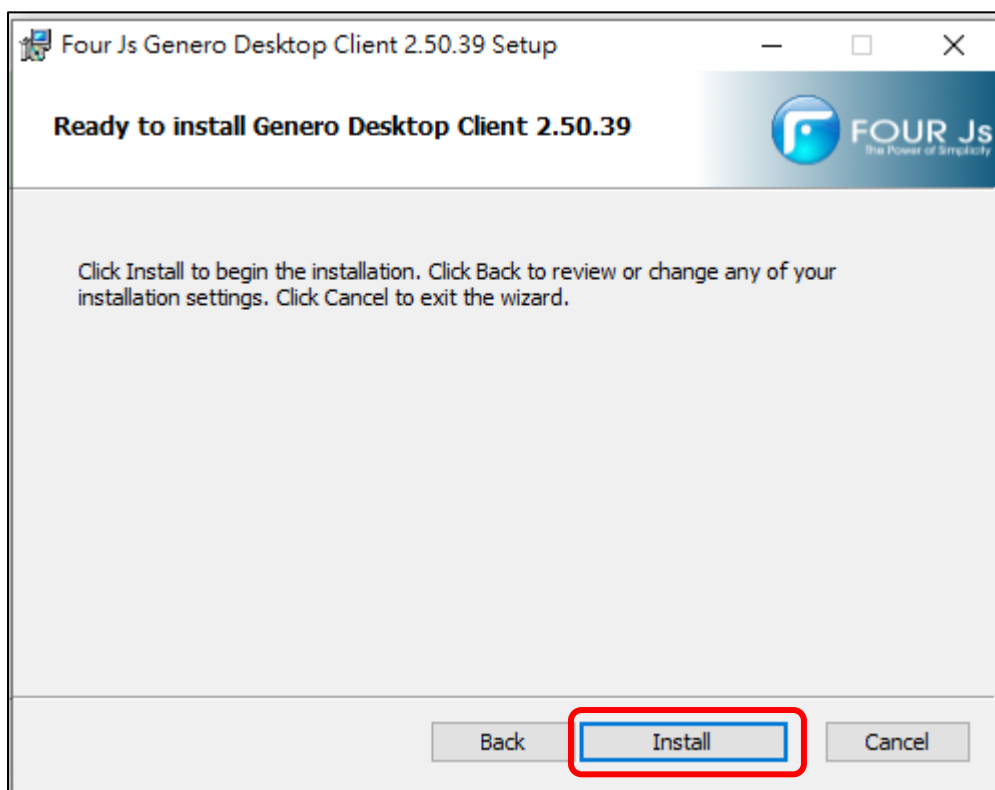 Four Js Genero Desktop Client 2.50.39 Setup
Ready to install Genero Desktop Client 2.50.39
FOUR Js
The Power of Simplicity
Click Install to begin the installation. Click Back to review or change any of your
installation settings. Click Cancel to exit the wizard.
Back
Install
Cancel